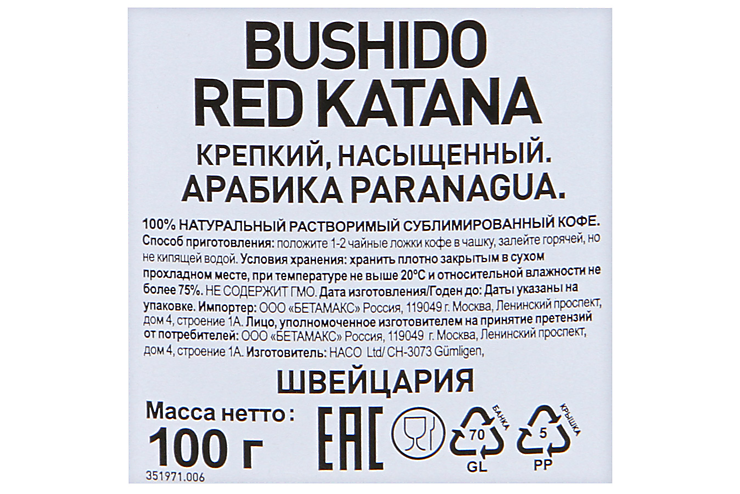 BUSHIDO
RED KATANA
КРЕПКИЙ, НАСЫЩЕННЫЙ.
АРАБИКА PARANAGUA.
100% НАТУРАЛЬНЫЙ РАСТВОРИМЫЙ СУБЛИМИРОВАННЫЙ КОФЕ.
Способ приготовления: положите 1-2 чайные ложки кофе в чашку, залейте горячей, но
не кипящей водой. Условия хранения: хранить плотно закрытым в сухом
прохладном месте, при температуре не выше 20°С и относительной влажности не
более 75%. НЕ СОДЕРЖИТ ГМО. Дата изготовления/Годен до: Даты указаны на
упаковке. Импортер: ООО «БЕТАМАКС» Россия, 119049 г. Москва, Ленинский проспект,
дом 4, строение 1А. Лицо, уполномоченное изготовителем на принятие претензий
от потребителей: ООО «БЕТАМАКС» Россия, 119049 г. Москва, Ленинский проспект,
дом 4, строение 1А. Изготовитель: HACO Ltd/ CH-3073 Gümligen,
ШВЕЙЦАРИЯ
Масса нетто:
100 г
351971.006
EAC
БАНКА
70
GL
КРЫШКА
5
PP